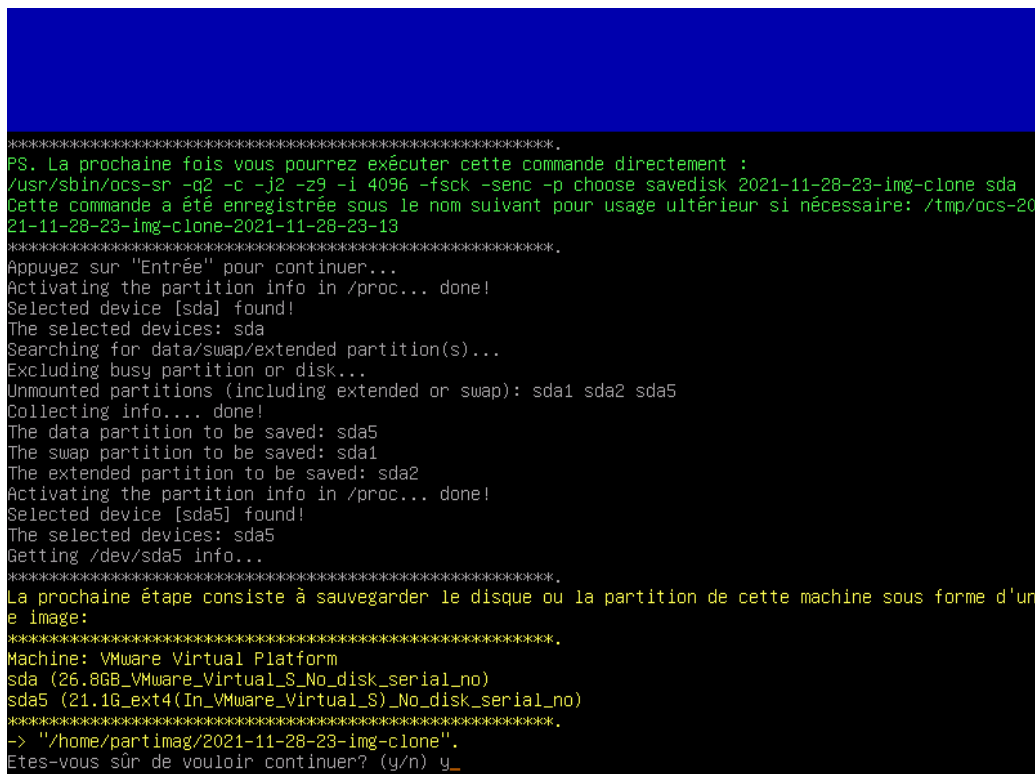 *****************************************************.
PS. La prochaine fois vous pourrez exécuter cette commande directement :
/usr/sbin/ocs-sr -q2 -c -j2 -z9 -i 4096 -fsck -senc -p choose savedisk 2021-11-28-23-img-clone sda
Cette commande a été enregistrée sous le nom suivant pour usage ultérieur si nécessaire: /tmp/ocs-20
21-11-28-23-img-clone-2021-11-28-23-13
*****************************************************.
Appuyez sur "Entrée" pour continuer...
Activating the partition info in /proc... done!
Selected device [sda] found!
The selected devices: sda
Searching for data/swap/extended partition(s)...
Excluding busy partition or disk...
Unmounted partitions (including extended or swap): sda1 sda2 sda5
Collecting info.... done!
The data partition to be saved: sda5
The swap partition to be saved: sda1
The extended partition to be saved: sda2
Activating the partition info in /proc... done!
Selected device [sda5] found!
The selected devices: sda5
Getting /dev/sda5 info...
*****************************************************.
La prochaine étape consiste à sauvegarder le disque ou la partition de cette machine sous forme d'un
e image:
*****************************************************.
Machine: VMware Virtual Platform
sda (26.8GB_VMware_Virtual_S_No_disk_serial_no)
sda5 (21.1G_ext4(In_VMware_Virtual_S)_No_disk_serial_no)
*****************************************************.
-> "/home/partimag/2021-11-28-23-img-clone".
Etes-vous sûr de vouloir continuer? (y/n) y_